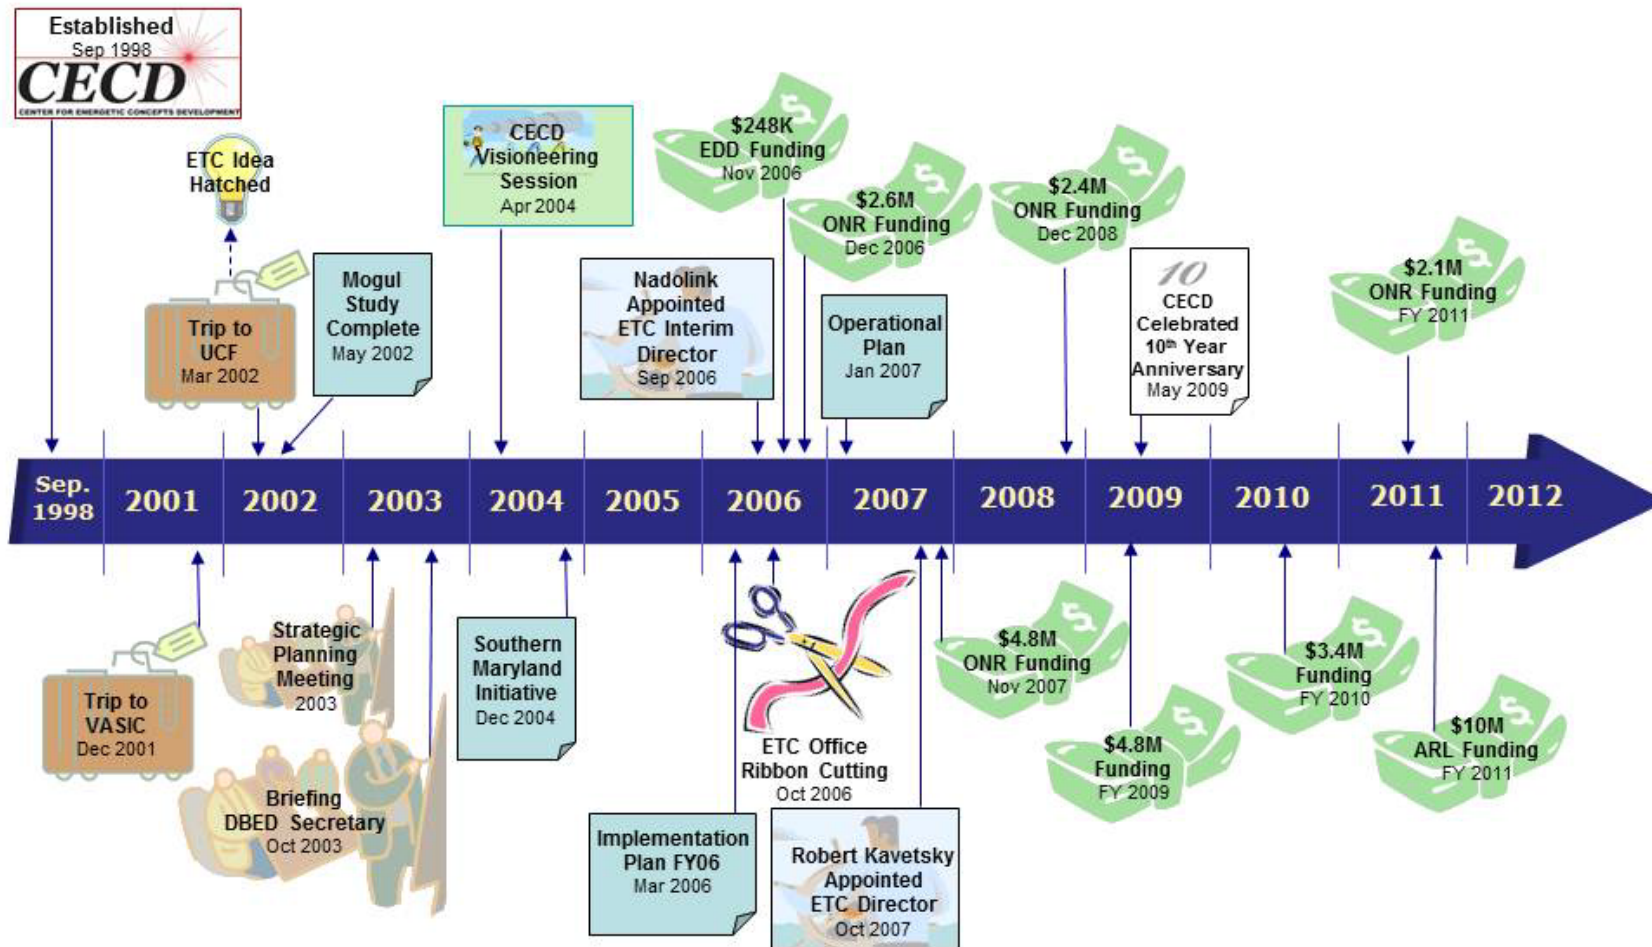 Established
Sep 1998
CECD
CENTER FOR ENERGETIC CONCEPTS DEVELOPMENT
ETC Idea
Hatched
Trip to
UCF
Mar 2002
Mogul
Study
Complete
May 2002
CECD
Visioneering
Session
Apr 2004
Nadolink
Appointed
ETC Interim
Director
Sep 2006
$248K
EDD Funding
Nov 2006
$2.6M
ONR Funding
Dec 2006
Operational
Plan
Jan 2007
$2.4M
ONR Funding
Dec 2008
10
CECD
Celebrated
10th Year
Anniversary
May 2009
$2.1M
ONR Funding
FY 2011
Sep.
1998
2001
2002
2003
2004
2005
2006
2007
2008
2009
2010
2011
2012
Trip to
VASIC
Dec 2001
Strategic
Planning
Meeting
2003
Briefing
DBED Secretary
Oct 2003
Southern
Maryland
Initiative
Dec 2004
Implementation
Plan FY06
Mar 2006
ETC Office
Ribbon Cutting
Oct 2006
Robert Kavetsky
Appointed
ETC Director
Oct 2007
$4.8M
ONR Funding
Nov 2007
$4.8M
Funding
FY 2009
$3.4M
Funding
FY 2010
$10M
ARL Funding
FY 2011